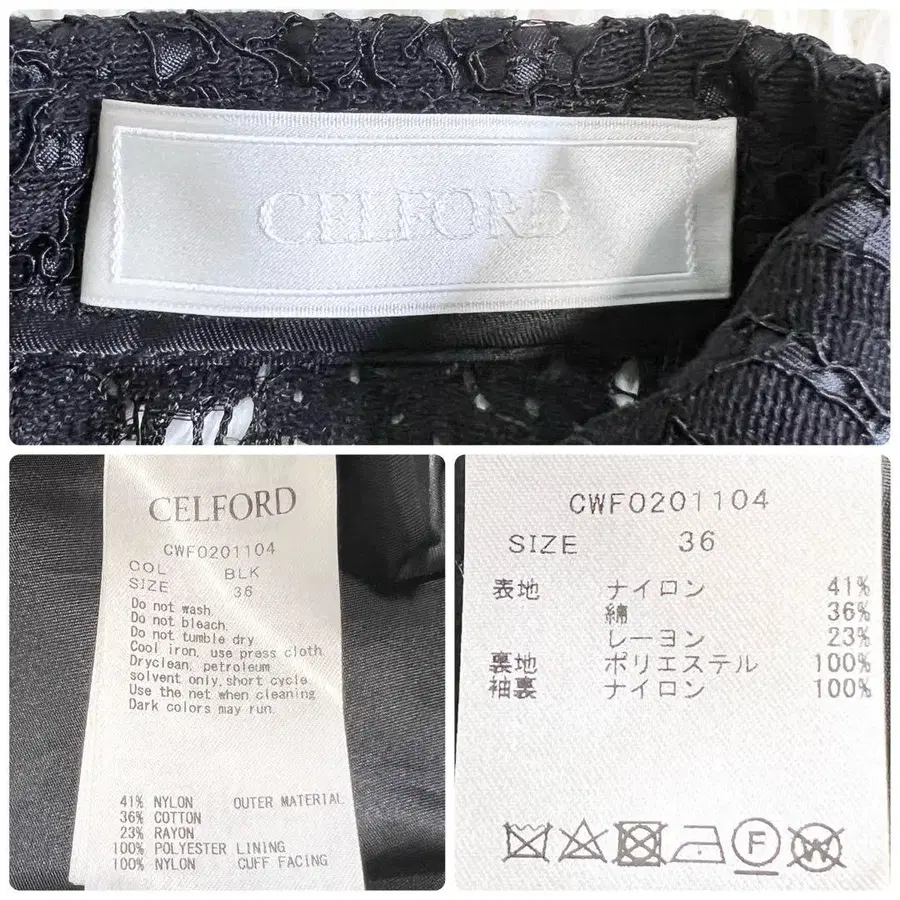 CELFORD
CELFORD
CWF0201104
COL BLK
SIZE 36
Do not wash.
Do not bleach.
Do not tumble dry.
Cool iron, use prass cloth.
Dryclean, petroleum
solvent only, short cycle
Use the net when cleaning
Dark colors may run.
41% NYLON OUTER MATERIAL
36% COTTON
23% RAYON
100% POLYESTER LINING
100% NYLON CUFF FACING
CWF0201104
SIZE 36
表地 ナイロン 41%
綿 36%
レーヨン 23%
裏地 ポリエステル 100%
袖裏 ナイロン 100%
F
W